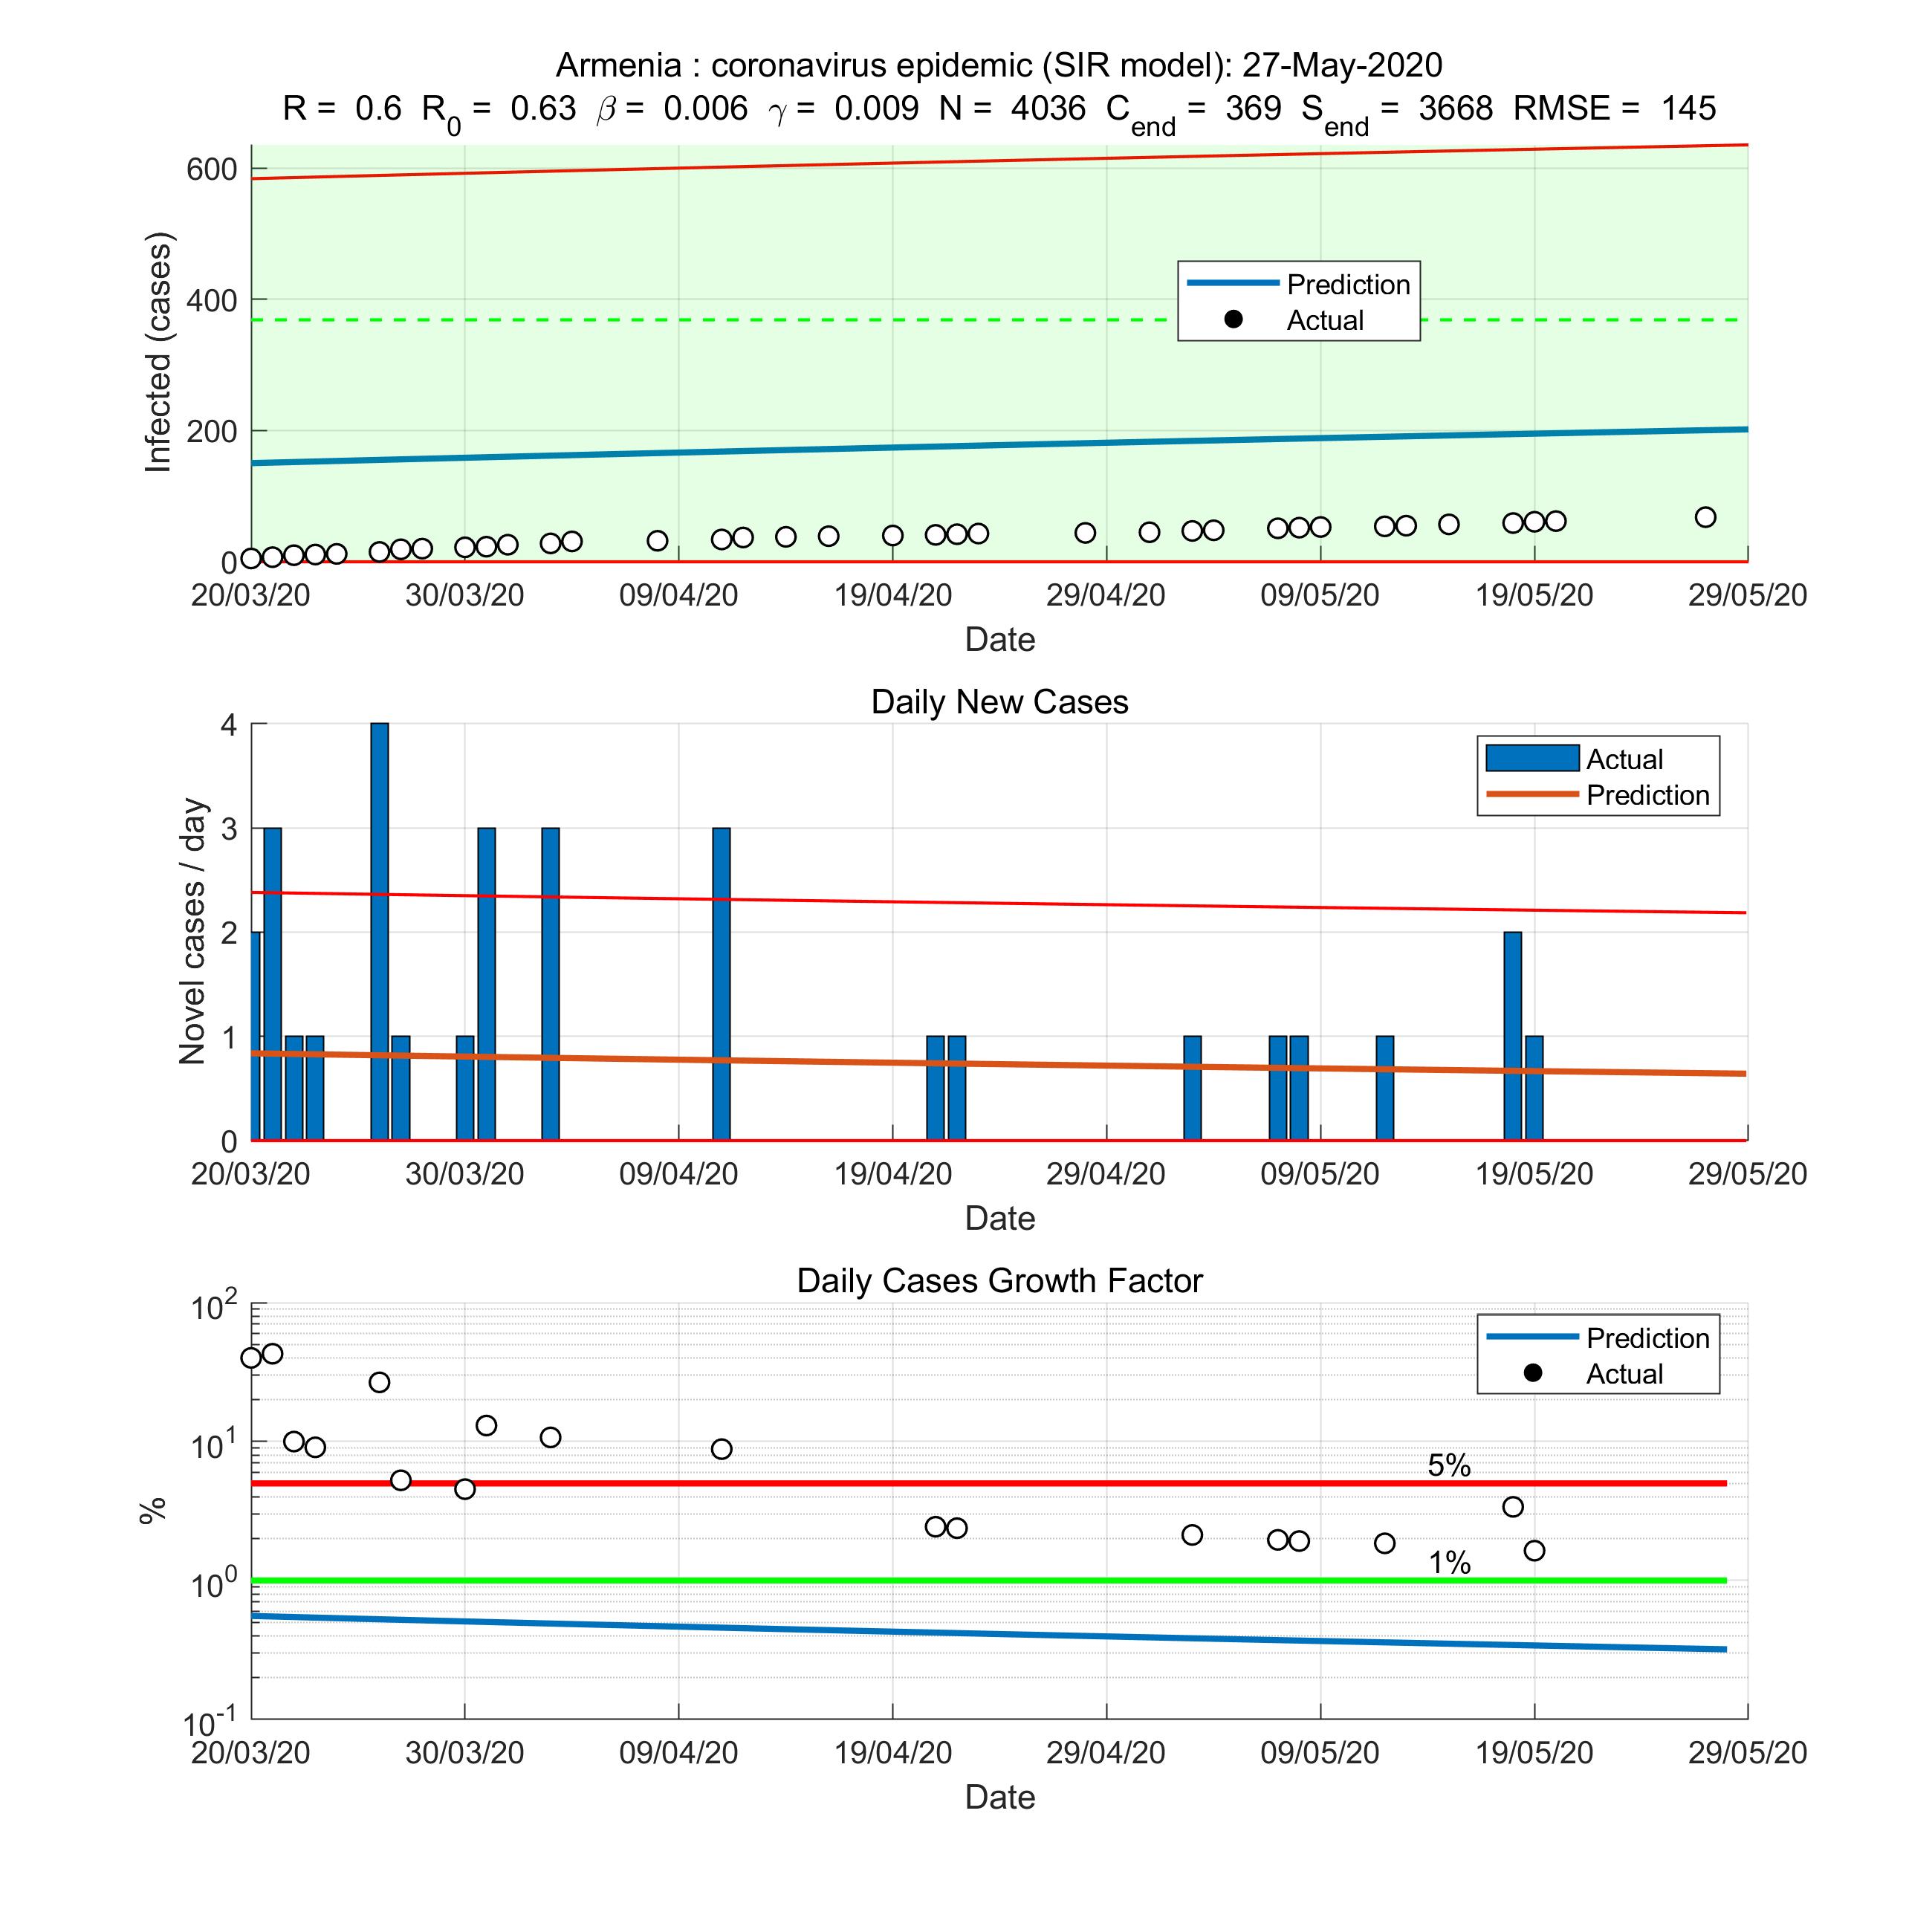 Armenia : coronavirus epidemic (SIR model): 27-May-2020
R = 0.6 R0 = 0.63 β = 0.006 γ = 0.009 N = 4036 Cend = 369 Send = 3668 RMSE = 145
Infected (cases)
600
400
200
0
Prediction
Actual
20/03/20 30/03/20 09/04/20 19/04/20 29/04/20 09/05/20 19/05/20 29/05/20
Date
Daily New Cases
Novel cases / day
4
3
2
1
0
Actual
Prediction
20/03/20 30/03/20 09/04/20 19/04/20 29/04/20 09/05/20 19/05/20 29/05/20
Date
Daily Cases Growth Factor
%
10^2
10^1
10^0
10^-1
Prediction
Actual
5%
1%
20/03/20 30/03/20 09/04/20 19/04/20 29/04/20 09/05/20 19/05/20 29/05/20
Date